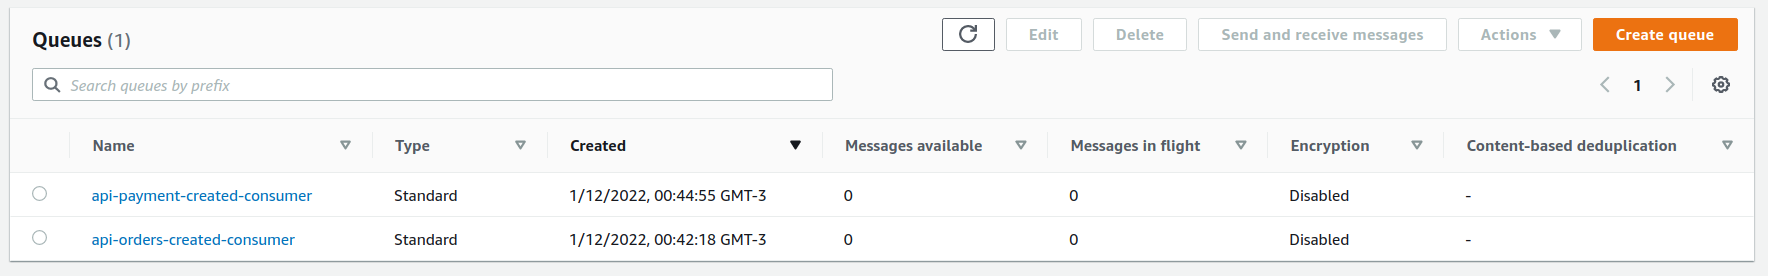 Queues (1)
Edit
Delete
Send and receive messages
Actions
Create queue
Search queues by prefix
1
Name Type Created Messages available Messages in flight Encryption Content-based deduplication
api-payment-created-consumer Standard 1/12/2022, 00:44:55 GMT-3 0 0 Disabled -
api-orders-created-consumer Standard 1/12/2022, 00:42:18 GMT-3 0 0 Disabled -